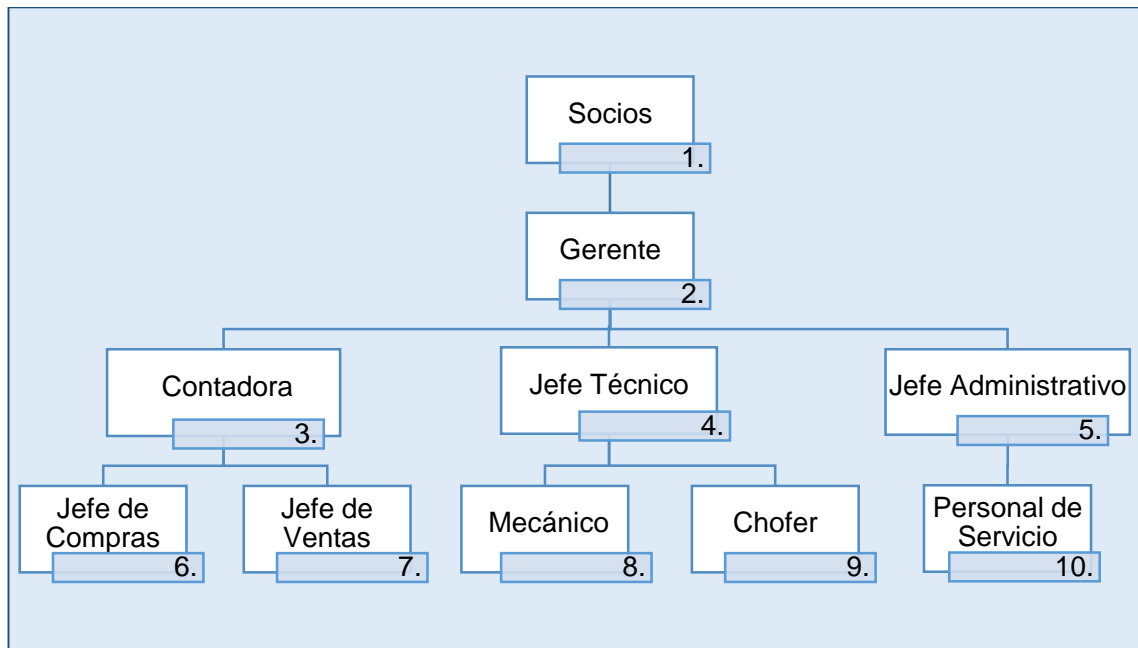 Socios
1.
Gerente
2.
Contadora
3.
Jefe Técnico
4.
Jefe Administrativo
5.
Jefe de
Compras
6.
Jefe de
Ventas
7.
Mecánico
8.
Chofer
9.
Personal de
Servicio
10.